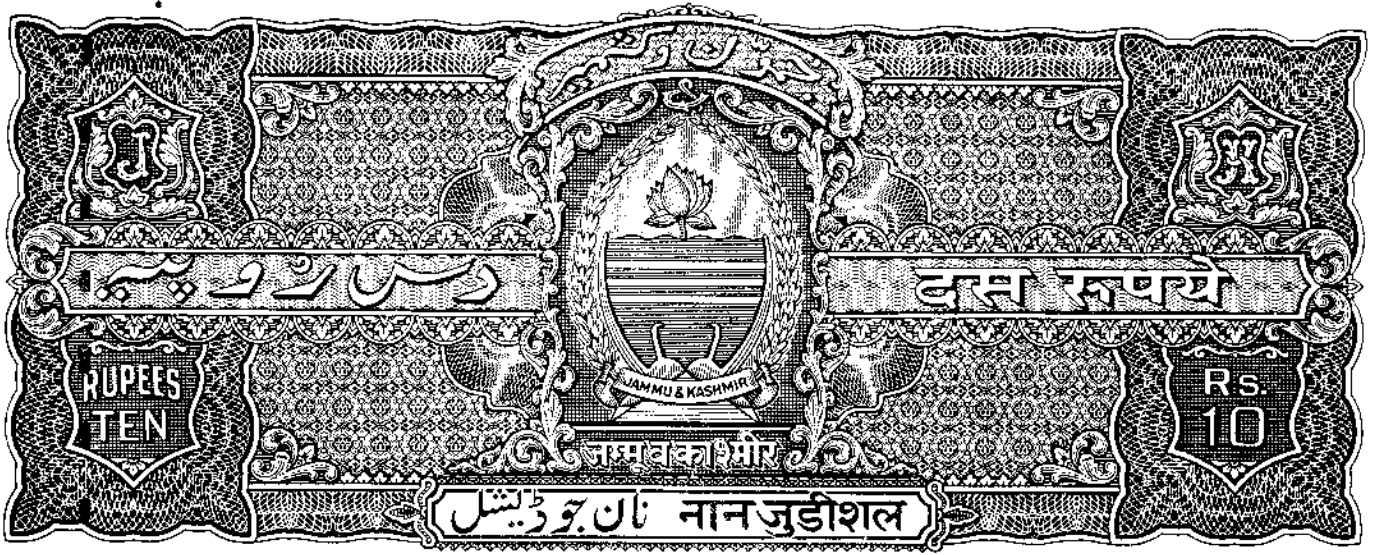 جموں و کشمیر
J
K
دس روپیہ
दस रूपये
RUPEES
TEN
Rs.
10
JAMMU & KASHMIR
जम्मू व काश्मीर
نان جوڈیشل नान जुडीशल